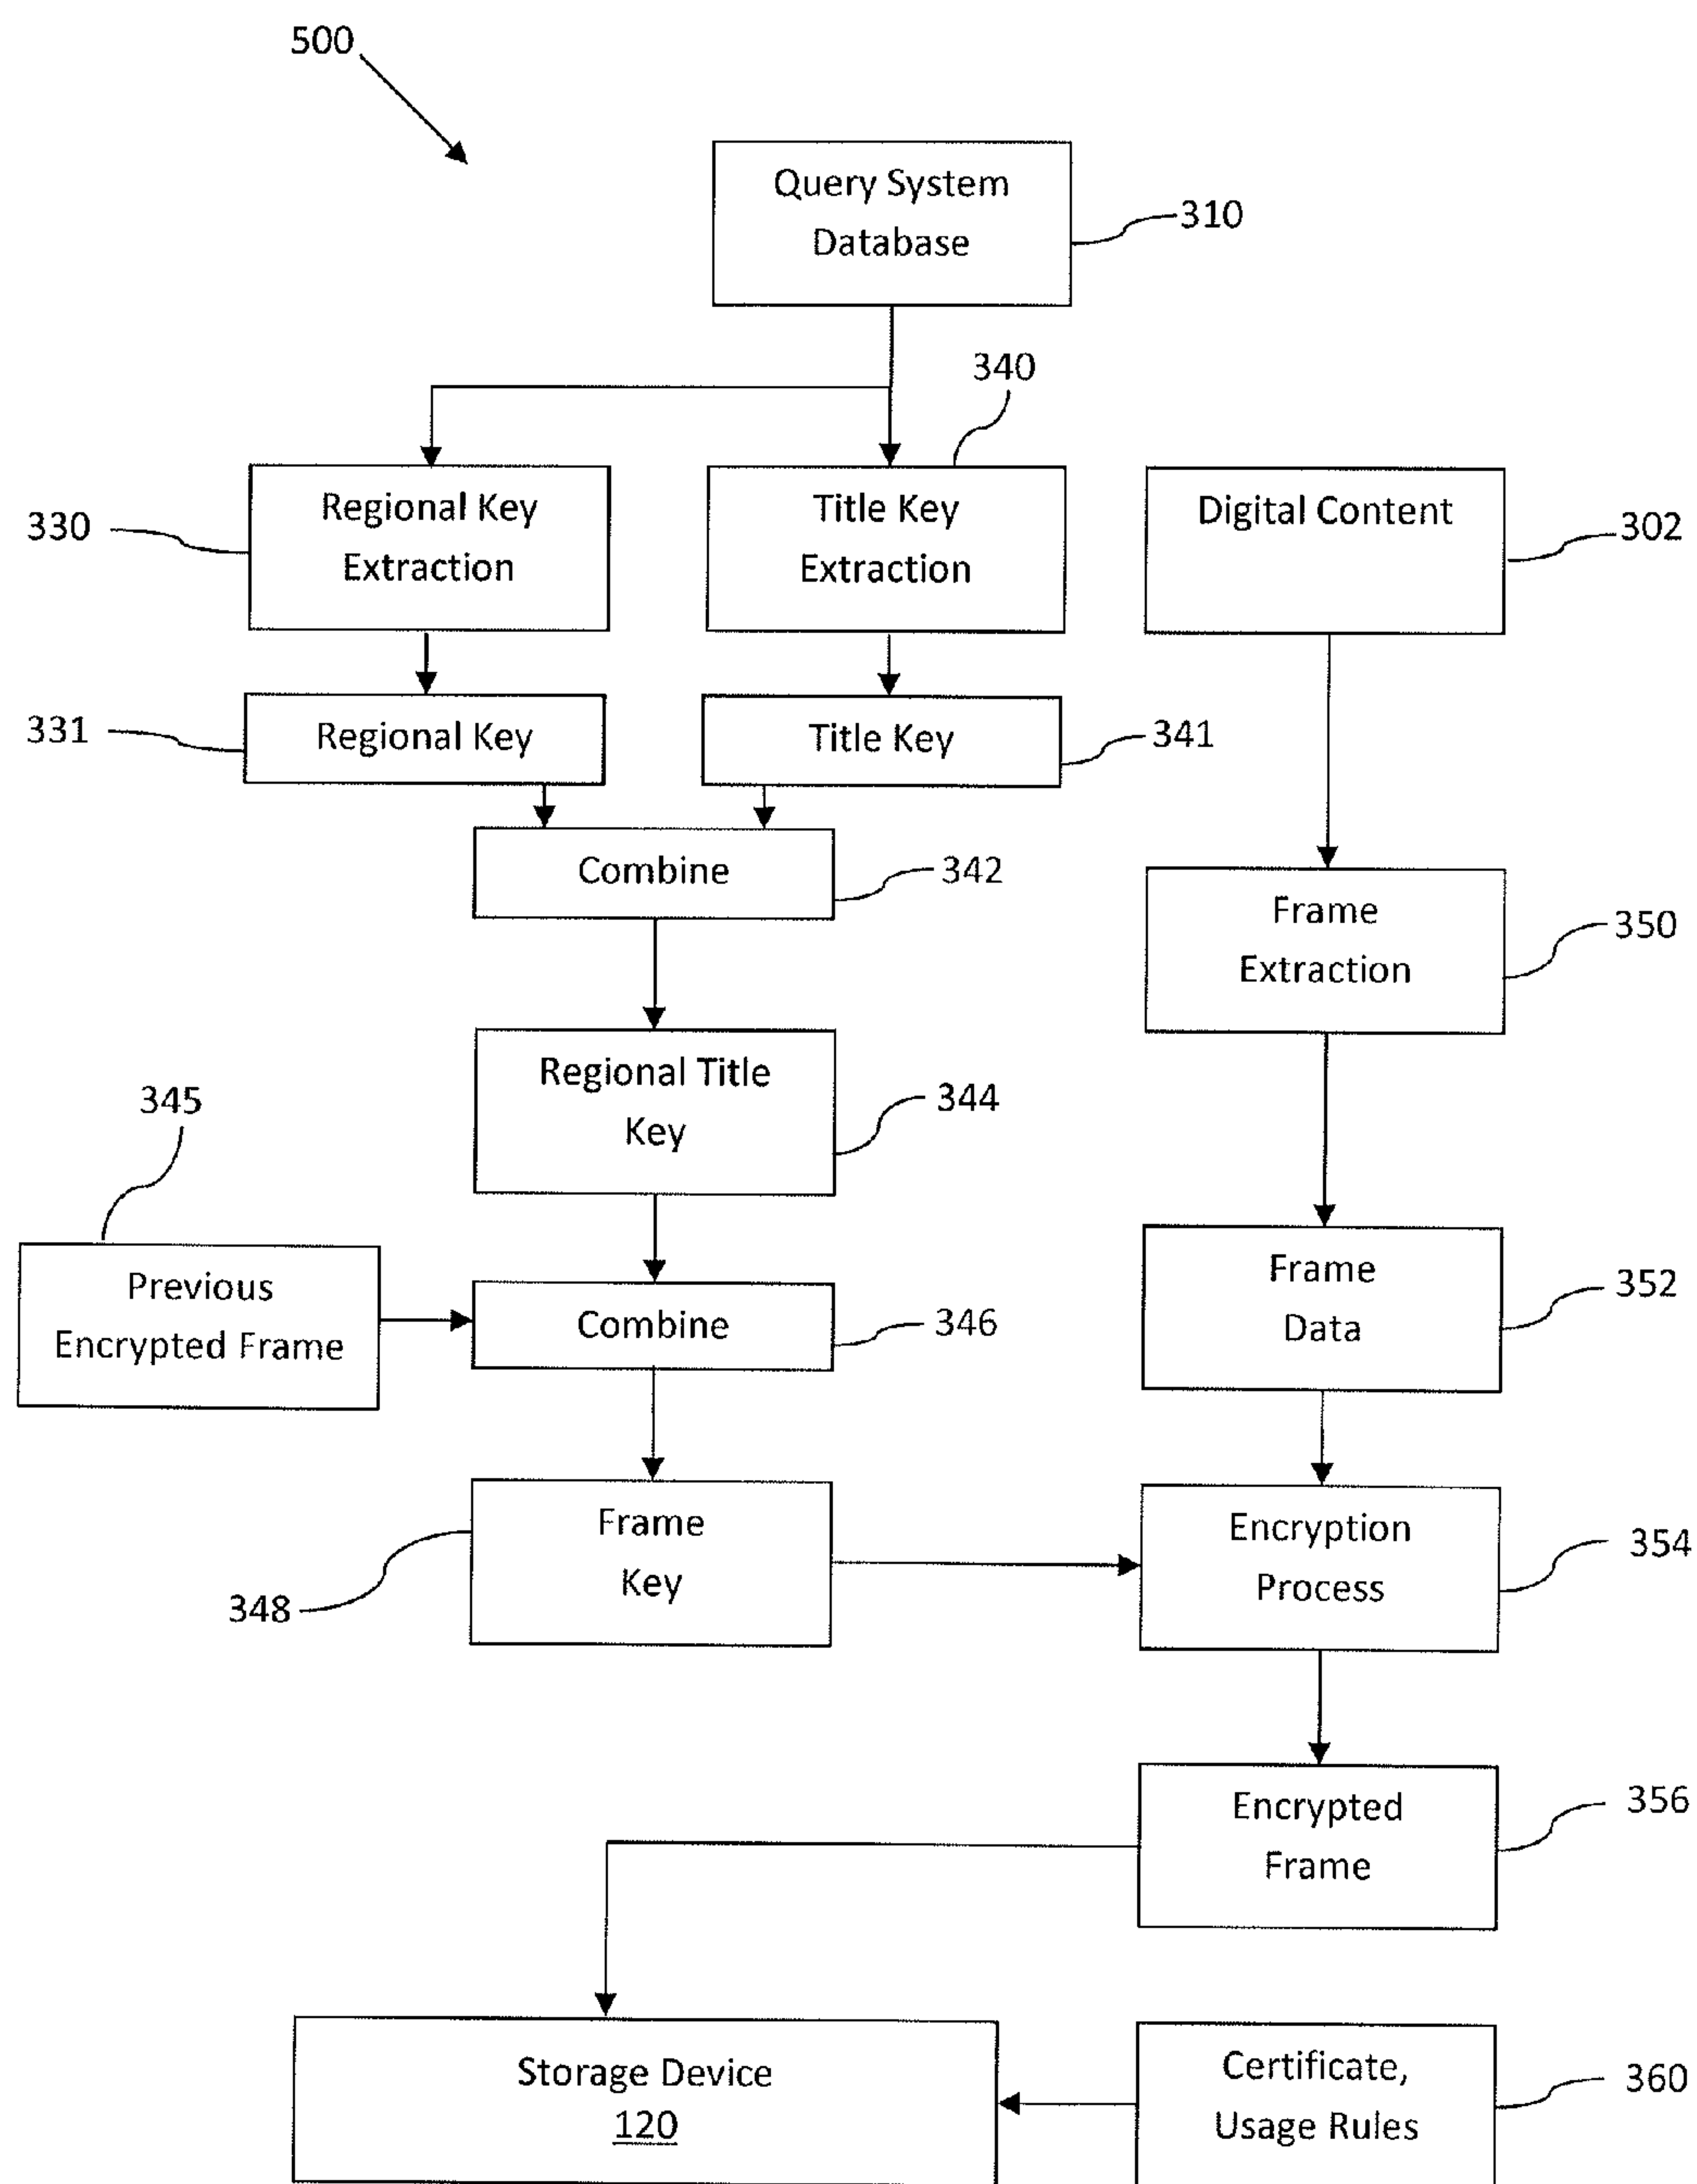 500
Query System
Database
310
340
Regional Key
Extraction
330
Title Key
Extraction
Digital Content
302
331
Regional Key
Title Key
341
Combine
342
Frame
Extraction
350
Regional Title
Key
344
345
Previous
Encrypted Frame
Combine
346
Frame
Data
352
Frame
Key
348
Encryption
Process
354
Encrypted
Frame
356
Storage Device
120
Certificate,
Usage Rules
360